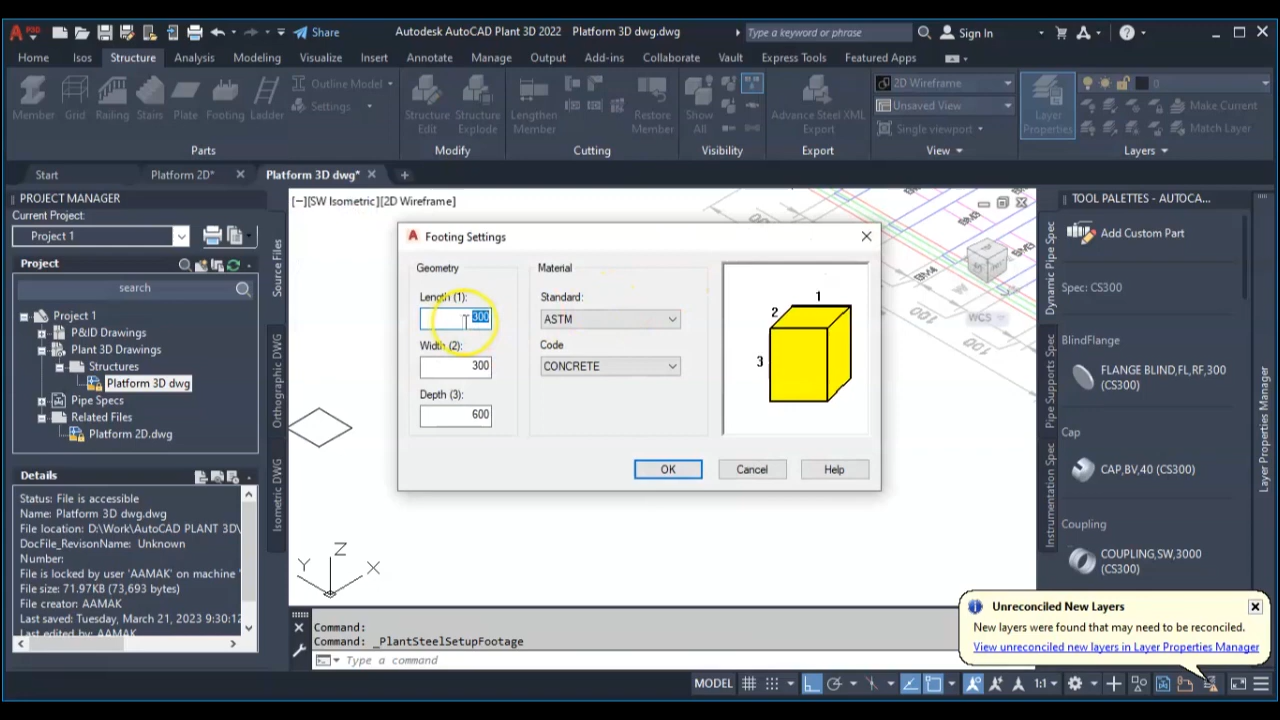 Share
Autodesk AutoCAD Plant 3D 2022 Platform 3D dwg.dwg
Type a keyword or phrase
Sign In
Home Isos Structure Analysis Modeling Visualize Insert Annotate Manage Output Add-ins Collaborate Vault Express Tools Featured Apps
Outline Model
Settings
Member Grid Railing Stairs Plate Footing Ladder
Structure Edit
Structure Explode
Lengthen Member
Restore Member
Show All
Advance Steel XML Export
2D Wireframe
Unsaved View
Single viewport
Layer Properties
0
Make Current
Match Layer
Parts Modify Cutting Visibility Export View Layers
Start Platform 2D* Platform 3D dwg*
PROJECT MANAGER
Current Project:
Project 1
Project
search
Project 1
P&ID Drawings
Plant 3D Drawings
Structures
Platform 3D dwg
Pipe Specs
Related Files
Platform 2D.dwg
Details
Status: File is accessible
Name: Platform 3D dwg.dwg
File location: D:\Work\AutoCAD PLANT 3D\
DocFile_RevisonName: Unknown
Number:
File is locked by user 'AAMAK' on machine '
File size: 71.97KB (73,693 bytes)
File creator: AAMAK
Last saved: Tuesday, March 21, 2023 9:30:12
Last edited by: AAMAK
Source Files
Orthographic DWG
Isometric DWG
[−][SW Isometric][2D Wireframe]
Footing Settings
Geometry
Length (1):
300
Width (2):
300
Depth (3):
600
Material
Standard:
ASTM
Code
CONCRETE
1
2
3
OK Cancel Help
100
BM4
BM3
WCS
100
Z
Y X
Command:
Command: _PlantSteelSetupFootage
Type a command
TOOL PALETTES - AUTOCA...
Dynamic Pipe Spec
Pipe Supports Spec
Instrumentation Spec
Add Custom Part
Spec: CS300
BlindFlange
FLANGE BLIND,FL,RF,300
(CS300)
Cap
CAP,BV,40 (CS300)
Coupling
COUPLING,SW,3000
(CS300)
Layer Properties Manager
Unreconciled New Layers
New layers were found that may need to be reconciled.
View unreconciled new layers in Layer Properties Manager
MODEL
1:1